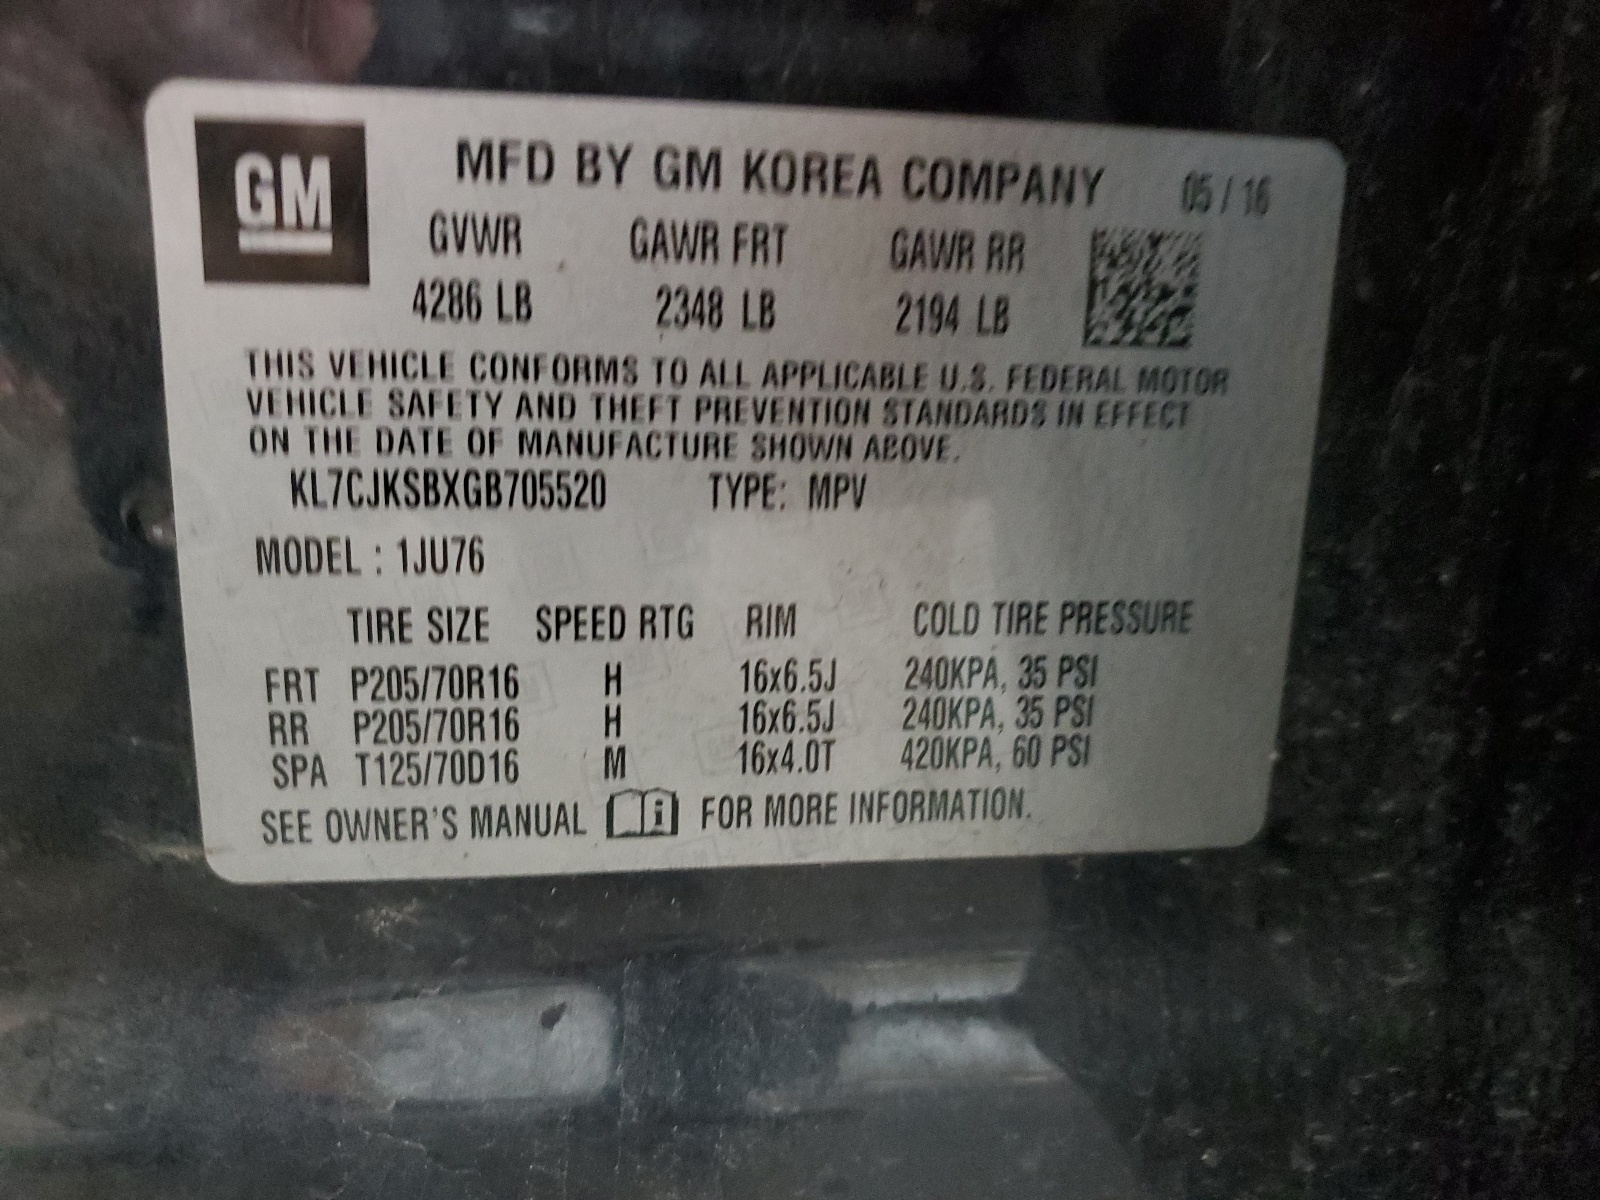 GM
MFD BY GM KOREA COMPANY 05 / 16
GVWR GAWR FRT GAWR RR
4286 LB 2348 LB 2194 LB
THIS VEHICLE CONFORMS TO ALL APPLICABLE U.S. FEDERAL MOTOR
VEHICLE SAFETY AND THEFT PREVENTION STANDARDS IN EFFECT
ON THE DATE OF MANUFACTURE SHOWN ABOVE.
KL7CJKSBXGB705520 TYPE: MPV
MODEL : 1JU76
TIRE SIZE SPEED RTG RIM COLD TIRE PRESSURE
FRT P205/70R16 H 16x6.5J 240KPA, 35 PSI
RR P205/70R16 H 16x6.5J 240KPA, 35 PSI
SPA T125/70D16 M 16x4.0T 420KPA, 60 PSI
SEE OWNER'S MANUAL FOR MORE INFORMATION.